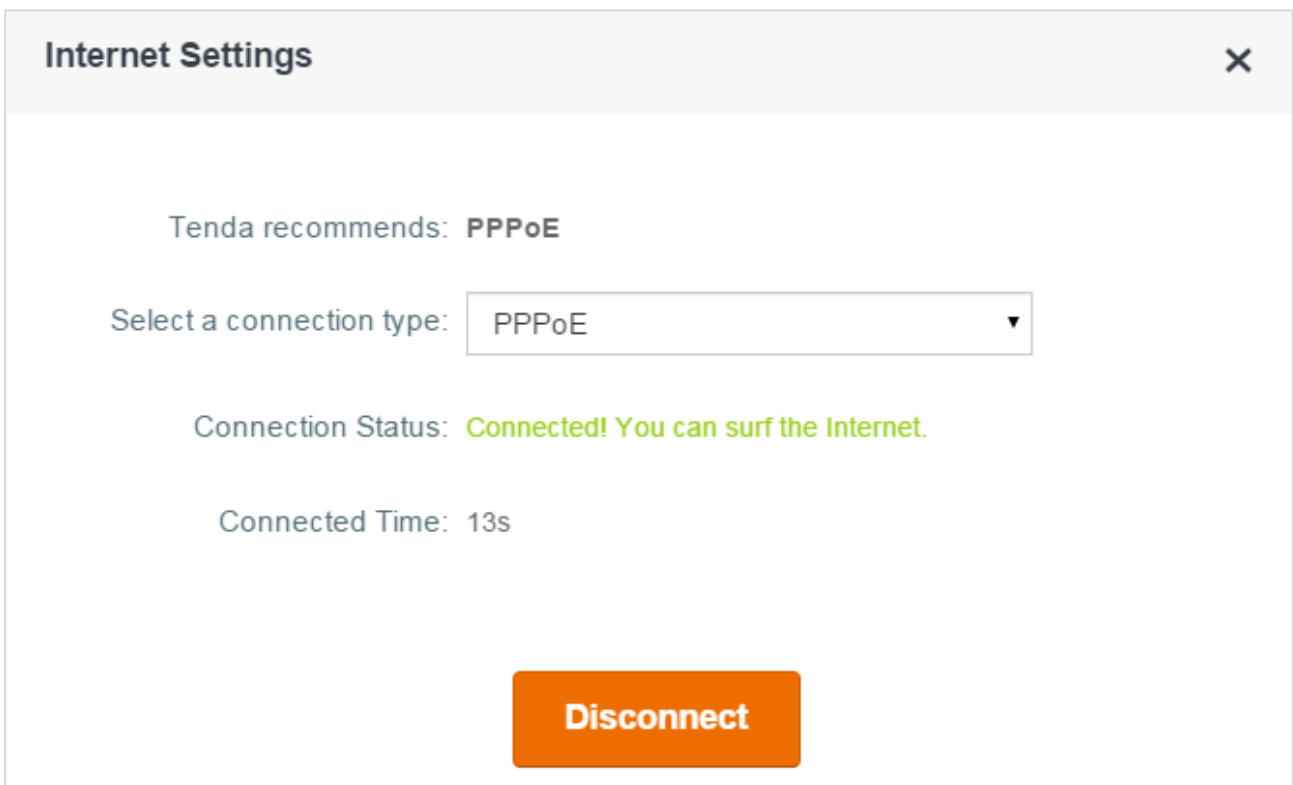 Internet Settings
Tenda recommends: PPPoE
Select a connection type: PPPoE
Connection Status: Connected! You can surf the Internet.
Connected Time: 13s
Disconnect